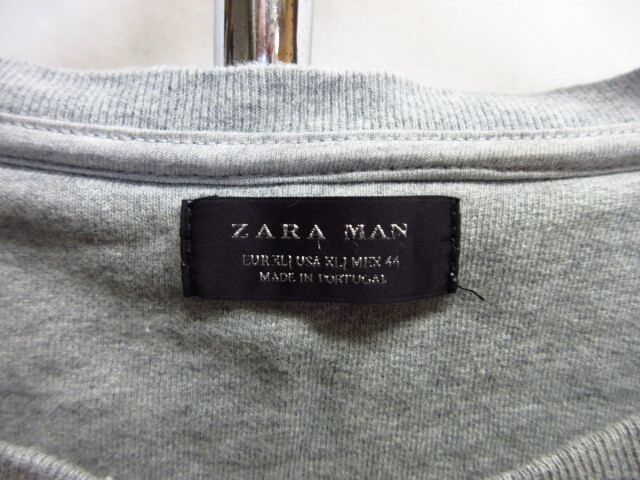 ZARA MAN
EUR XL| USA XL| MEX 44
MADE IN PORTUGAL